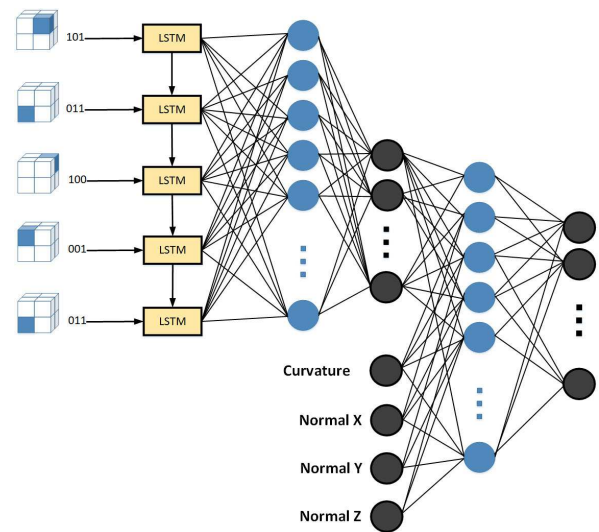 101 LSTM
011 LSTM
100 LSTM
001 LSTM
011 LSTM
Curvature
Normal X
Normal Y
Normal Z